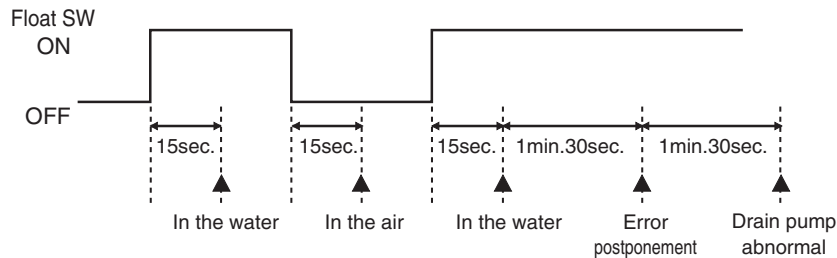 Float SW
ON
OFF
15sec. 15sec. 15sec. 1min.30sec. 1min.30sec.
In the water In the air In the water Error Drain pump
postponement abnormal